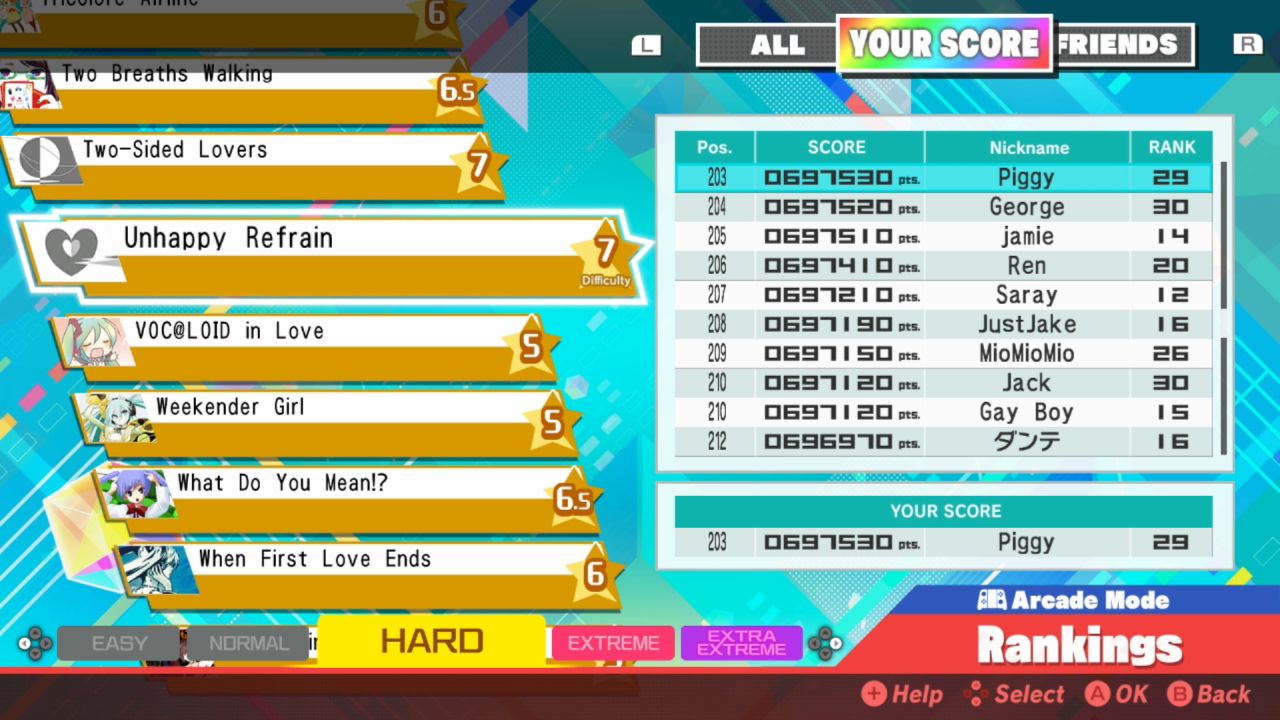 Tricolore Airline
6
L
ALL
YOUR SCORE
FRIENDS
R
Two Breaths Walking
6.5
Two-Sided Lovers
7
Unhappy Refrain
7
Difficulty
VOC@LOID in Love
5
Weekender Girl
5
What Do You Mean!?
6.5
When First Love Ends
6
Pos. SCORE Nickname RANK
203 0697530 pts. Piggy 29
204 0697520 pts. George 30
205 0697510 pts. jamie 14
206 0697410 pts. Ren 20
207 0697210 pts. Saray 12
208 0697190 pts. JustJake 16
209 0697150 pts. MioMioMio 26
210 0697120 pts. Jack 30
210 0697120 pts. Gay Boy 15
212 0696970 pts. ダンテ 16
YOUR SCORE
203 0697530 pts. Piggy 29
Arcade Mode
Rankings
EASY NORMAL HARD EXTREME EXTRA
EXTREME
+ Help Select A OK B Back